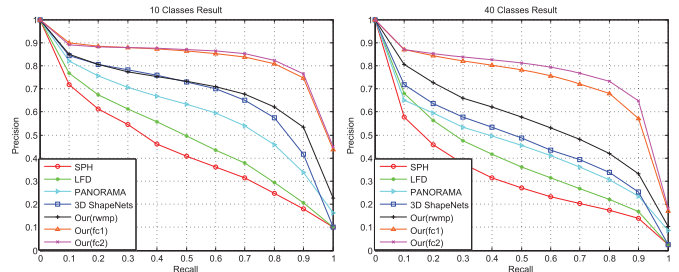 10 Classes Result
1
0.9
0.8
0.7
0.6
0.5
0.4
0.3
0.2
0.1
0
Precision
SPH
LFD
PANORAMA
3D ShapeNets
Our(rwmp)
Our(fc1)
Our(fc2)
0 0.1 0.2 0.3 0.4 0.5 0.6 0.7 0.8 0.9 1
Recall
40 Classes Result
1
0.9
0.8
0.7
0.6
0.5
0.4
0.3
0.2
0.1
0
Precision
SPH
LFD
PANORAMA
3D ShapeNets
Our(rwmp)
Our(fc1)
Our(fc2)
0 0.1 0.2 0.3 0.4 0.5 0.6 0.7 0.8 0.9 1
Recall